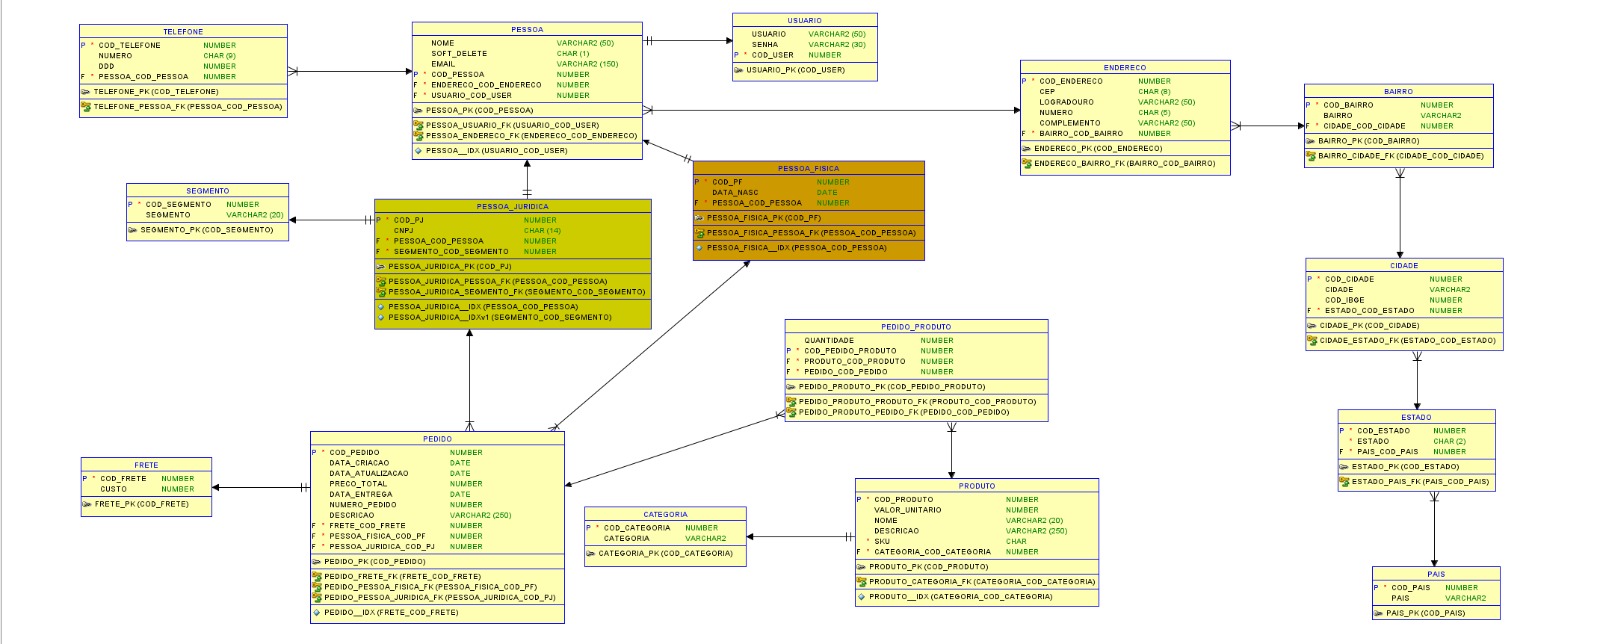 TELEFONE
P * COD_TELEFONE NUMBER
NUMERO CHAR (9)
DDD NUMBER
F * PESSOA_COD_PESSOA NUMBER
TELEFONE_PK (COD_TELEFONE)
TELEFONE_PESSOA_FK (PESSOA_COD_PESSOA)
PESSOA
NOME VARCHAR2 (50)
SOFT_DELETE CHAR (1)
EMAIL VARCHAR2 (150)
P * COD_PESSOA NUMBER
F * ENDERECO_COD_ENDERECO NUMBER
F * USUARIO_COD_USER NUMBER
PESSOA_PK (COD_PESSOA)
PESSOA_USUARIO_FK (USUARIO_COD_USER)
PESSOA_ENDERECO_FK (ENDERECO_COD_ENDERECO)
PESSOA__IDX (USUARIO_COD_USER)
USUARIO
USUARIO VARCHAR2 (50)
SENHA VARCHAR2 (30)
P * COD_USER NUMBER
USUARIO_PK (COD_USER)
ENDERECO
P * COD_ENDERECO NUMBER
CEP CHAR (8)
LOGRADOURO VARCHAR2 (50)
NUMERO CHAR (5)
COMPLEMENTO VARCHAR2 (50)
F * BAIRRO_COD_BAIRRO NUMBER
ENDERECO_PK (COD_ENDERECO)
ENDERECO_BAIRRO_FK (BAIRRO_COD_BAIRRO)
BAIRRO
P * COD_BAIRRO NUMBER
BAIRRO VARCHAR2
F * CIDADE_COD_CIDADE NUMBER
BAIRRO_PK (COD_BAIRRO)
BAIRRO_CIDADE_FK (CIDADE_COD_CIDADE)
SEGMENTO
P * COD_SEGMENTO NUMBER
SEGMENTO VARCHAR2 (20)
SEGMENTO_PK (COD_SEGMENTO)
PESSOA_JURIDICA
P * COD_PJ NUMBER
CNPJ CHAR (14)
F * PESSOA_COD_PESSOA NUMBER
F * SEGMENTO_COD_SEGMENTO NUMBER
PESSOA_JURIDICA_PK (COD_PJ)
PESSOA_JURIDICA_PESSOA_FK (PESSOA_COD_PESSOA)
PESSOA_JURIDICA_SEGMENTO_FK (SEGMENTO_COD_SEGMENTO)
PESSOA_JURIDICA__IDX (PESSOA_COD_PESSOA)
PESSOA_JURIDICA__IDXv1 (SEGMENTO_COD_SEGMENTO)
PESSOA_FISICA
P * COD_PF NUMBER
DATA_NASC DATE
F * PESSOA_COD_PESSOA NUMBER
PESSOA_FISICA_PK (COD_PF)
PESSOA_FISICA_PESSOA_FK (PESSOA_COD_PESSOA)
PESSOA_FISICA__IDX (PESSOA_COD_PESSOA)
CIDADE
P * COD_CIDADE NUMBER
CIDADE VARCHAR2
COD_IBGE NUMBER
F * ESTADO_COD_ESTADO NUMBER
CIDADE_PK (COD_CIDADE)
CIDADE_ESTADO_FK (ESTADO_COD_ESTADO)
PEDIDO_PRODUTO
QUANTIDADE NUMBER
P * COD_PEDIDO_PRODUTO NUMBER
F * PRODUTO_COD_PRODUTO NUMBER
F * PEDIDO_COD_PEDIDO NUMBER
PEDIDO_PRODUTO_PK (COD_PEDIDO_PRODUTO)
PEDIDO_PRODUTO_PRODUTO_FK (PRODUTO_COD_PRODUTO)
PEDIDO_PRODUTO_PEDIDO_FK (PEDIDO_COD_PEDIDO)
ESTADO
P * COD_ESTADO NUMBER
* ESTADO CHAR (2)
F * PAIS_COD_PAIS NUMBER
ESTADO_PK (COD_ESTADO)
ESTADO_PAIS_FK (PAIS_COD_PAIS)
FRETE
P * COD_FRETE NUMBER
CUSTO NUMBER
FRETE_PK (COD_FRETE)
PEDIDO
P * COD_PEDIDO NUMBER
DATA_CRIACAO DATE
DATA_ATUALIZACAO DATE
PRECO_TOTAL NUMBER
DATA_ENTREGA DATE
NUMERO_PEDIDO NUMBER
DESCRICAO VARCHAR2 (250)
F * FRETE_COD_FRETE NUMBER
F * PESSOA_FISICA_COD_PF NUMBER
F * PESSOA_JURIDICA_COD_PJ NUMBER
PEDIDO_PK (COD_PEDIDO)
PEDIDO_FRETE_FK (FRETE_COD_FRETE)
PEDIDO_PESSOA_FISICA_FK (PESSOA_FISICA_COD_PF)
PEDIDO_PESSOA_JURIDICA_FK (PESSOA_JURIDICA_COD_PJ)
PEDIDO__IDX (FRETE_COD_FRETE)
CATEGORIA
P * COD_CATEGORIA NUMBER
CATEGORIA VARCHAR2
CATEGORIA_PK (COD_CATEGORIA)
PRODUTO
P * COD_PRODUTO NUMBER
VALOR_UNITARIO NUMBER
NOME VARCHAR2 (20)
DESCRICAO VARCHAR2 (250)
* SKU CHAR
F * CATEGORIA_COD_CATEGORIA NUMBER
PRODUTO_PK (COD_PRODUTO)
PRODUTO_CATEGORIA_FK (CATEGORIA_COD_CATEGORIA)
PRODUTO__IDX (CATEGORIA_COD_CATEGORIA)
PAIS
P * COD_PAIS NUMBER
PAIS VARCHAR2
PAIS_PK (COD_PAIS)